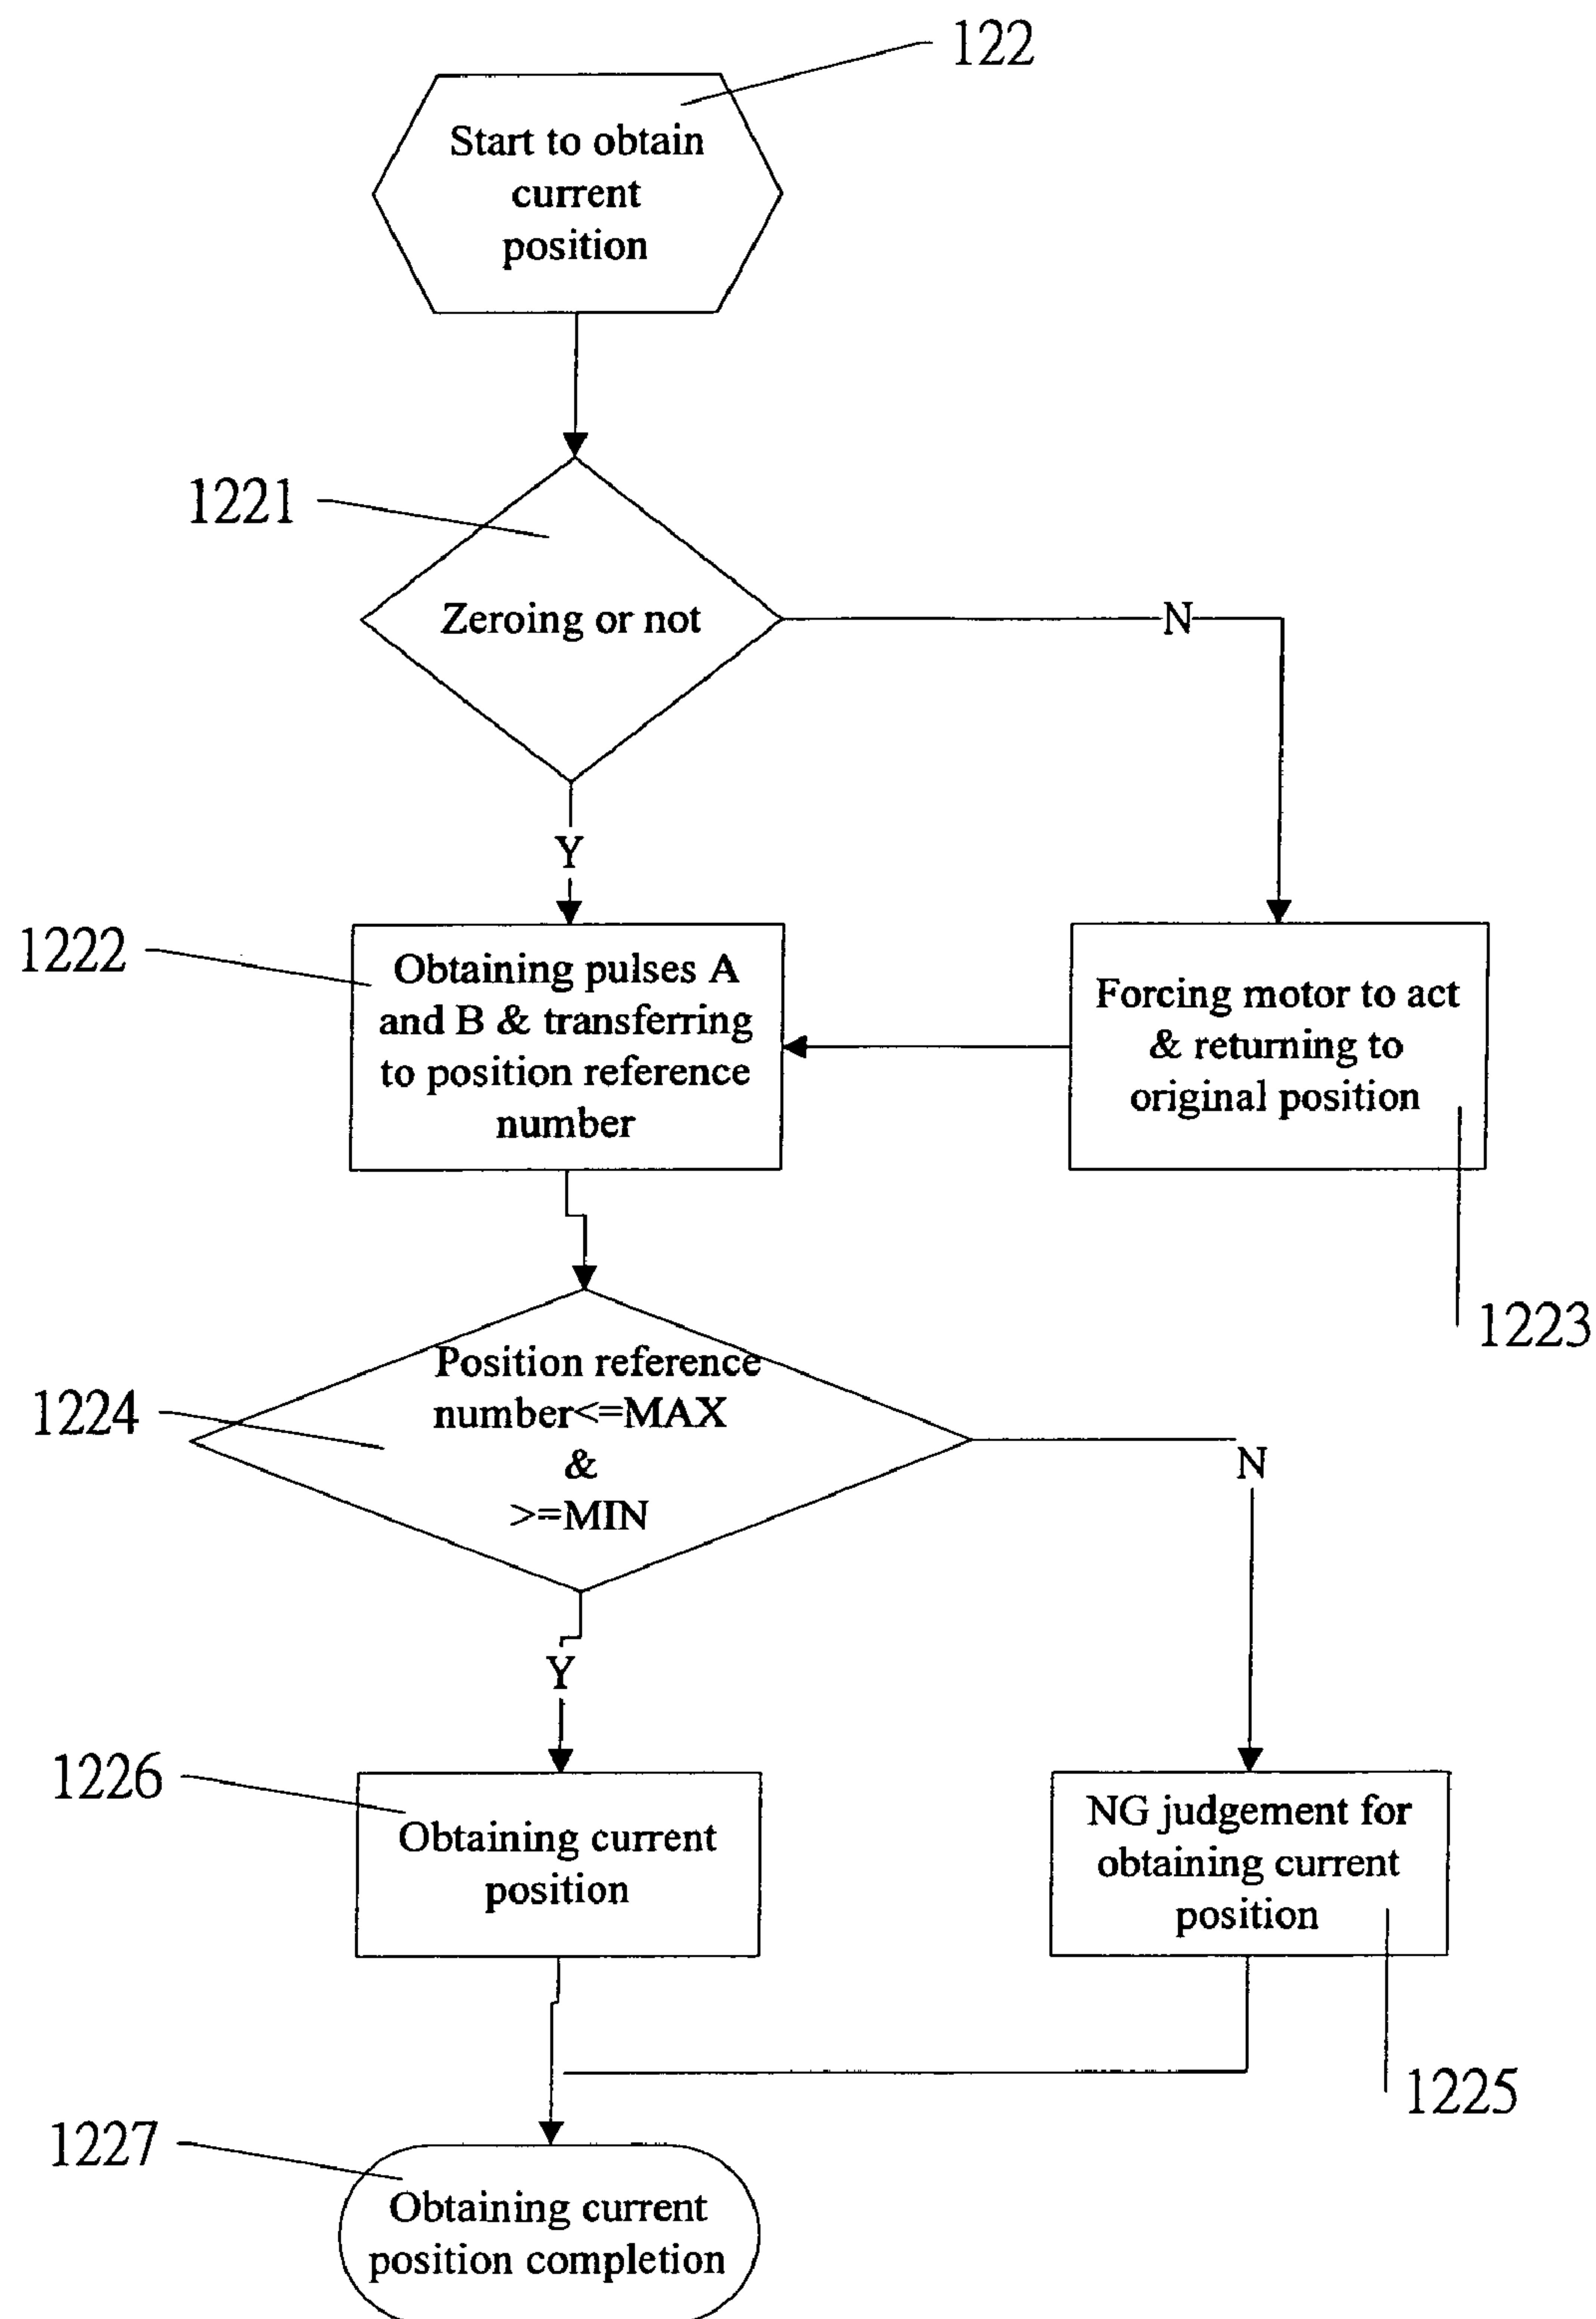 122
Start to obtain
current
position
1221
Zeroing or not
N
Y
1222
Obtaining pulses A
and B & transferring
to position reference
number
Forcing motor to act
& returning to
original position
1223
Position reference
number<=MAX
&
>=MIN
1224
N
Y
1226
Obtaining current
position
NG judgement for
obtaining current
position
1225
1227
Obtaining current
position completion